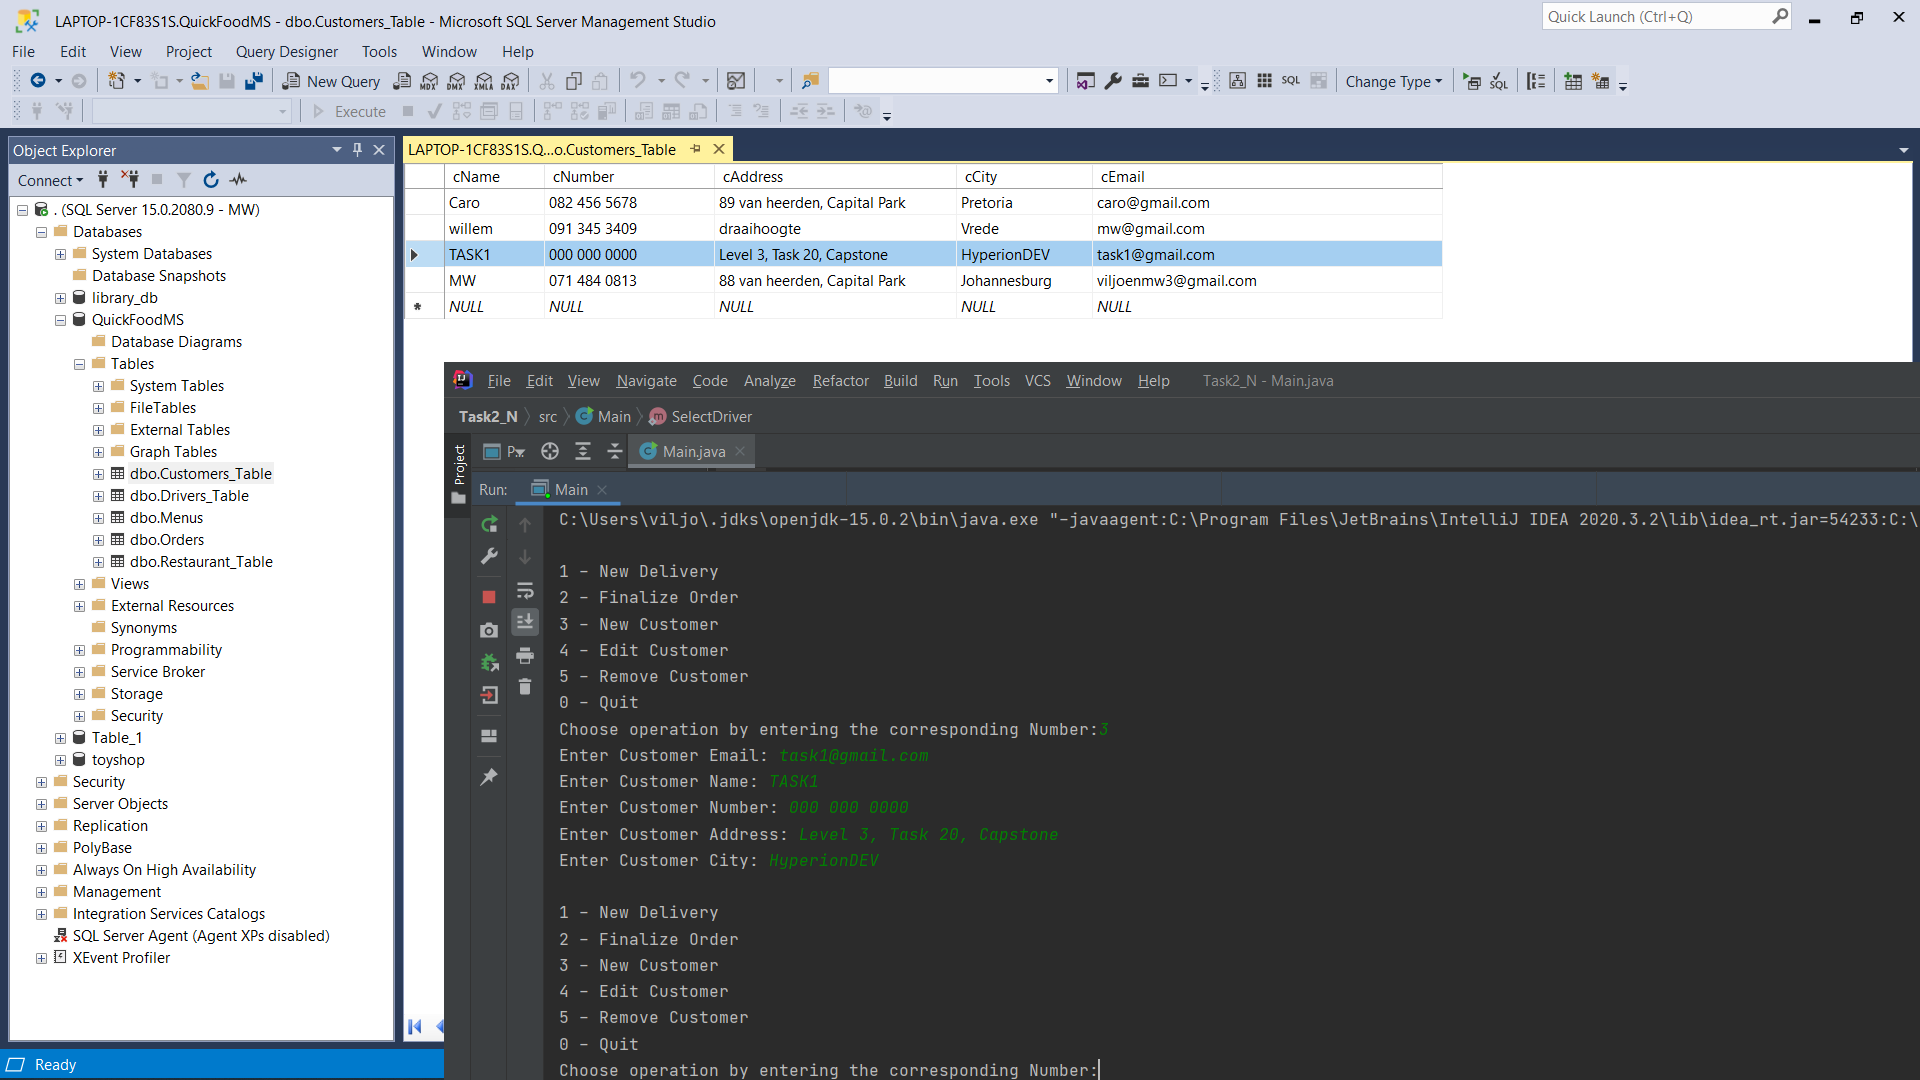 LAPTOP-1CF83S1S.QuickFoodMS - dbo.Customers_Table - Microsoft SQL Server Management Studio
Quick Launch (Ctrl+Q)
File Edit View Project Query Designer Tools Window Help
New Query MDX DMX XMLA DAX SQL Change Type SQL
Execute
Object Explorer
LAPTOP-1CF83S1S.Q...o.Customers_Table
Connect
. (SQL Server 15.0.2080.9 - MW)
Databases
System Databases
Database Snapshots
library_db
QuickFoodMS
Database Diagrams
Tables
System Tables
FileTables
External Tables
Graph Tables
dbo.Customers_Table
dbo.Drivers_Table
dbo.Menus
dbo.Orders
dbo.Restaurant_Table
Views
External Resources
Synonyms
Programmability
Service Broker
Storage
Security
Table_1
toyshop
Security
Server Objects
Replication
PolyBase
Always On High Availability
Management
Integration Services Catalogs
SQL Server Agent (Agent XPs disabled)
XEvent Profiler
Ready
cName cNumber cAddress cCity cEmail
Caro 082 456 5678 89 van heerden, Capital Park Pretoria caro@gmail.com
willem 091 345 3409 draaihoogte Vrede mw@gmail.com
TASK1 000 000 0000 Level 3, Task 20, Capstone HyperionDEV task1@gmail.com
MW 071 484 0813 88 van heerden, Capital Park Johannesburg viljoenmw3@gmail.com
NULL NULL NULL NULL NULL
File Edit View Navigate Code Analyze Refactor Build Run Tools VCS Window Help Task2_N - Main.java
Task2_N src Main SelectDriver
Project
P Main.java
Run: Main
C:\Users\viljo\.jdks\openjdk-15.0.2\bin\java.exe "-javaagent:C:\Program Files\JetBrains\IntelliJ IDEA 2020.3.2\lib\idea_rt.jar=54233:C:\
1 - New Delivery
2 - Finalize Order
3 - New Customer
4 - Edit Customer
5 - Remove Customer
0 - Quit
Choose operation by entering the corresponding Number:3
Enter Customer Email: task1@gmail.com
Enter Customer Name: TASK1
Enter Customer Number: 000 000 0000
Enter Customer Address: Level 3, Task 20, Capstone
Enter Customer City: HyperionDEV
1 - New Delivery
2 - Finalize Order
3 - New Customer
4 - Edit Customer
5 - Remove Customer
0 - Quit
Choose operation by entering the corresponding Number: